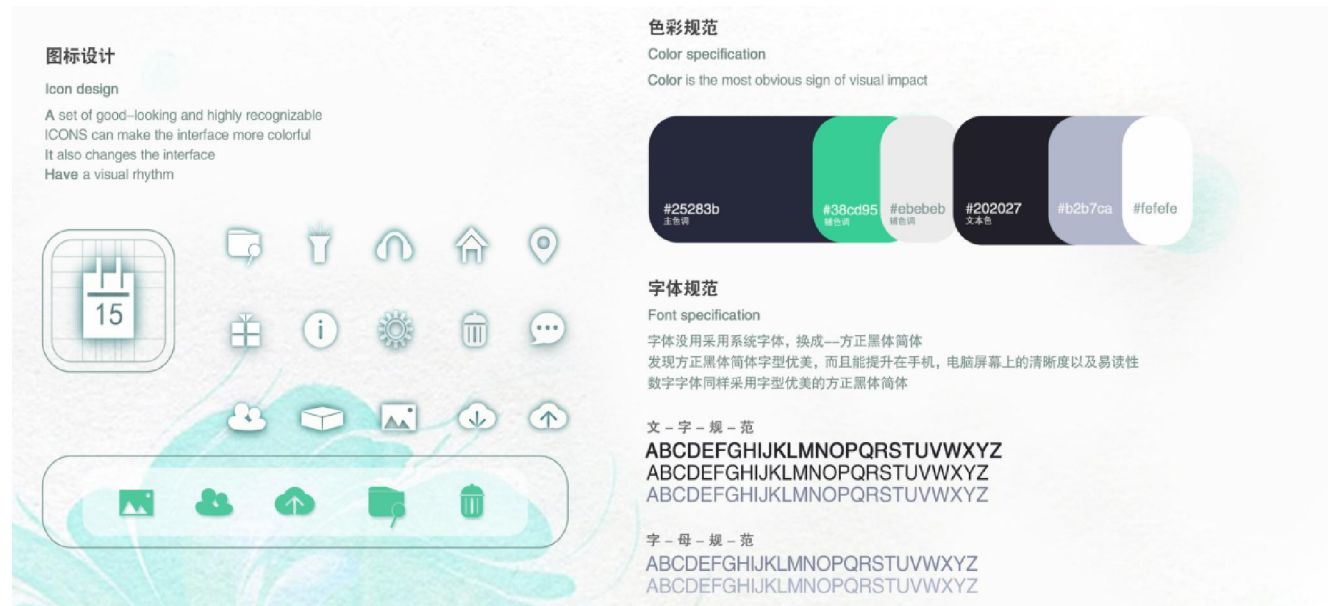 图标设计
Icon design
A set of good-looking and highly recognizable
ICONS can make the interface more colorful
It also changes the interface
Have a visual rhythm
15
色彩规范
Color specification
Color is the most obvious sign of visual impact
#25283b
主色调
#38cd95
辅色调
#ebebeb
辅色调
#202027
文本色
#b2b7ca
#fefefe
字体规范
Font specification
字体没用采用系统字体，换成--方正黑体简体
发现方正黑体简体字型优美，而且能提升在手机，电脑屏幕上的清晰度以及易读性
数字字体同样采用字型优美的方正黑体简体
文-字-规-范
ABCDEFGHIJKLMNOPQRSTUVWXYZ
ABCDEFGHIJKLMNOPQRSTUVWXYZ
ABCDEFGHIJKLMNOPQRSTUVWXYZ
字-母-规-范
ABCDEFGHIJKLMNOPQRSTUVWXYZ
ABCDEFGHIJKLMNOPQRSTUVWXYZ